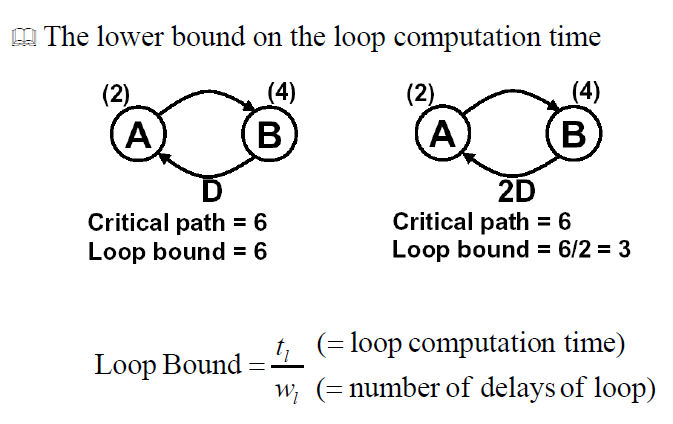 The lower bound on the loop computation time
(2) (4) (2) (4)
A B A B
D 2D
Critical path = 6 Critical path = 6
Loop bound = 6 Loop bound = 6/2 = 3
Loop Bound = t_l / w_l
(= loop computation time)
(= number of delays of loop)